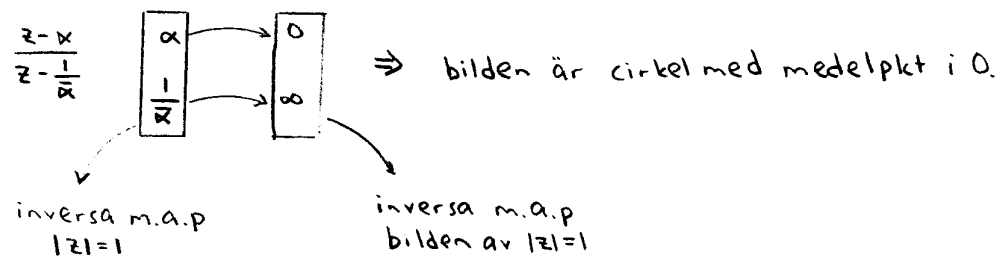 z-α / z-1/ᾱ
α → 0
1/ᾱ → ∞
⇒ bilden är cirkel med medelpkt i 0.
inversa m.a.p
|z|=1
inversa m.a.p
bilden av |z|=1